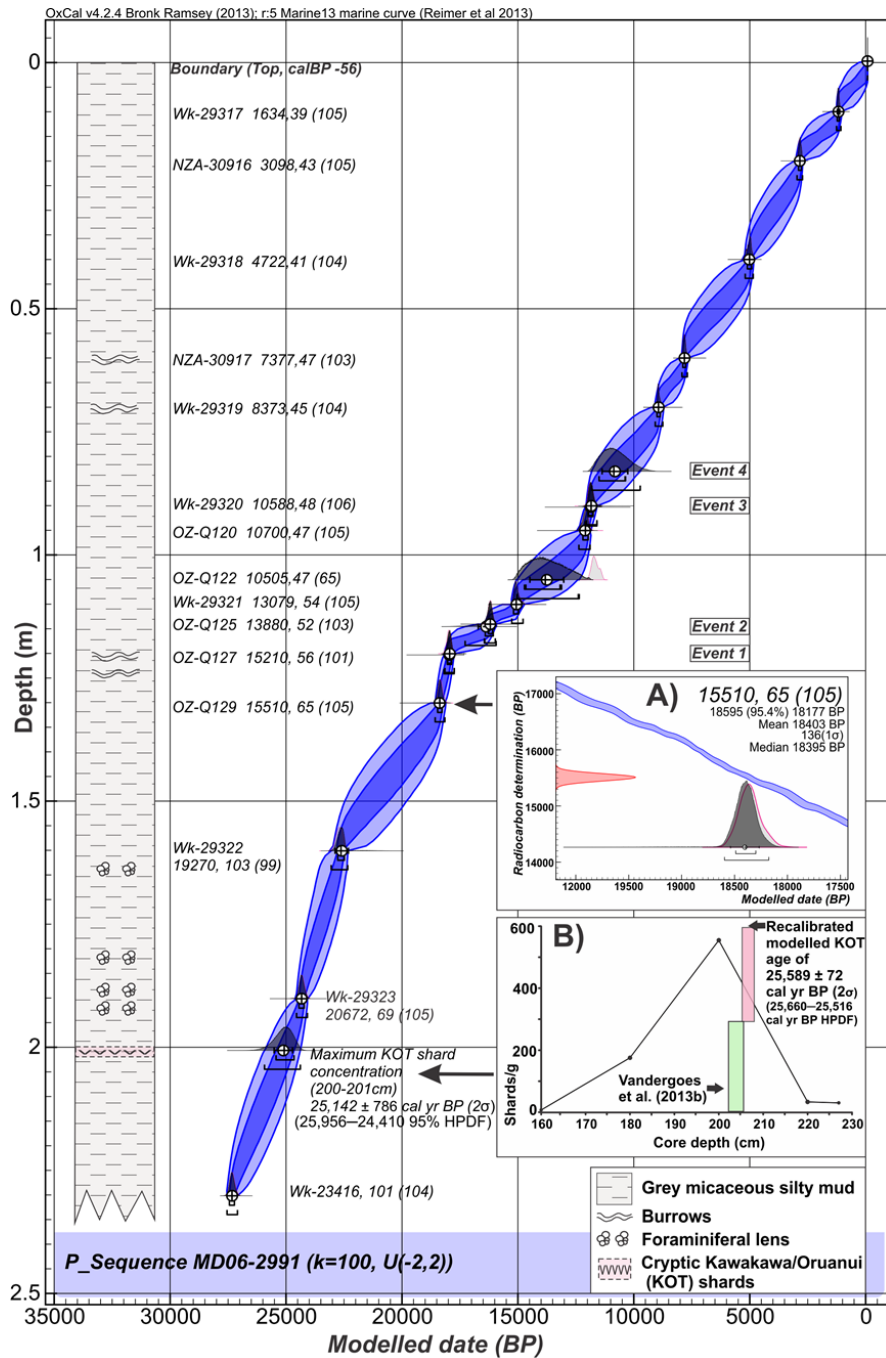 OxCal v4.2.4 Bronk Ramsey (2013); r:5 Marine13 marine curve (Reimer et al 2013)
0
Boundary (Top, calBP -56)
Wk-29317 1634,39 (105)
NZA-30916 3098,43 (105)
Wk-29318 4722,41 (104)
0.5
NZA-30917 7377,47 (103)
Wk-29319 8373,45 (104)
Event 4
Wk-29320 10588,48 (106)
Event 3
OZ-Q120 10700,47 (105)
1
OZ-Q122 10505,47 (65)
Wk-29321 13079, 54 (105)
OZ-Q125 13880, 52 (103)
Event 2
OZ-Q127 15210, 56 (101)
Event 1
OZ-Q129 15510, 65 (105)
Depth (m)
A)
15510, 65 (105)
18595 (95.4%) 18177 BP
Mean 18403 BP
136(1σ)
Median 18395 BP
Radiocarbon determination (BP)
17000
16000
15000
14000
12000
19500
19000
18500
18000
17500
Modelled date (BP)
1.5
Wk-29322
19270, 103 (99)
B)
Recalibrated
modelled KOT
age of
25,589 ± 72
cal yr BP (2σ)
(25,660–25,516
cal yr BP HPDF)
Vandergoes
et al. (2013b)
Shards/g
600
400
200
0
160
180
190
200
210
220
230
Core depth (cm)
Wk-29323
20672, 69 (105)
2
Maximum KOT shard
concentration
(200-201cm)
25,142 ± 786 cal yr BP (2σ)
(25,956–24,410 95% HPDF)
Wk-23416, 101 (104)
Grey micaceous silty mud
Burrows
Foraminiferal lens
Cryptic Kawakawa/Oruanui
(KOT) shards
P_Sequence MD06-2991 (k=100, U(-2,2))
2.5
35000
30000
25000
20000
15000
10000
5000
0
Modelled date (BP)